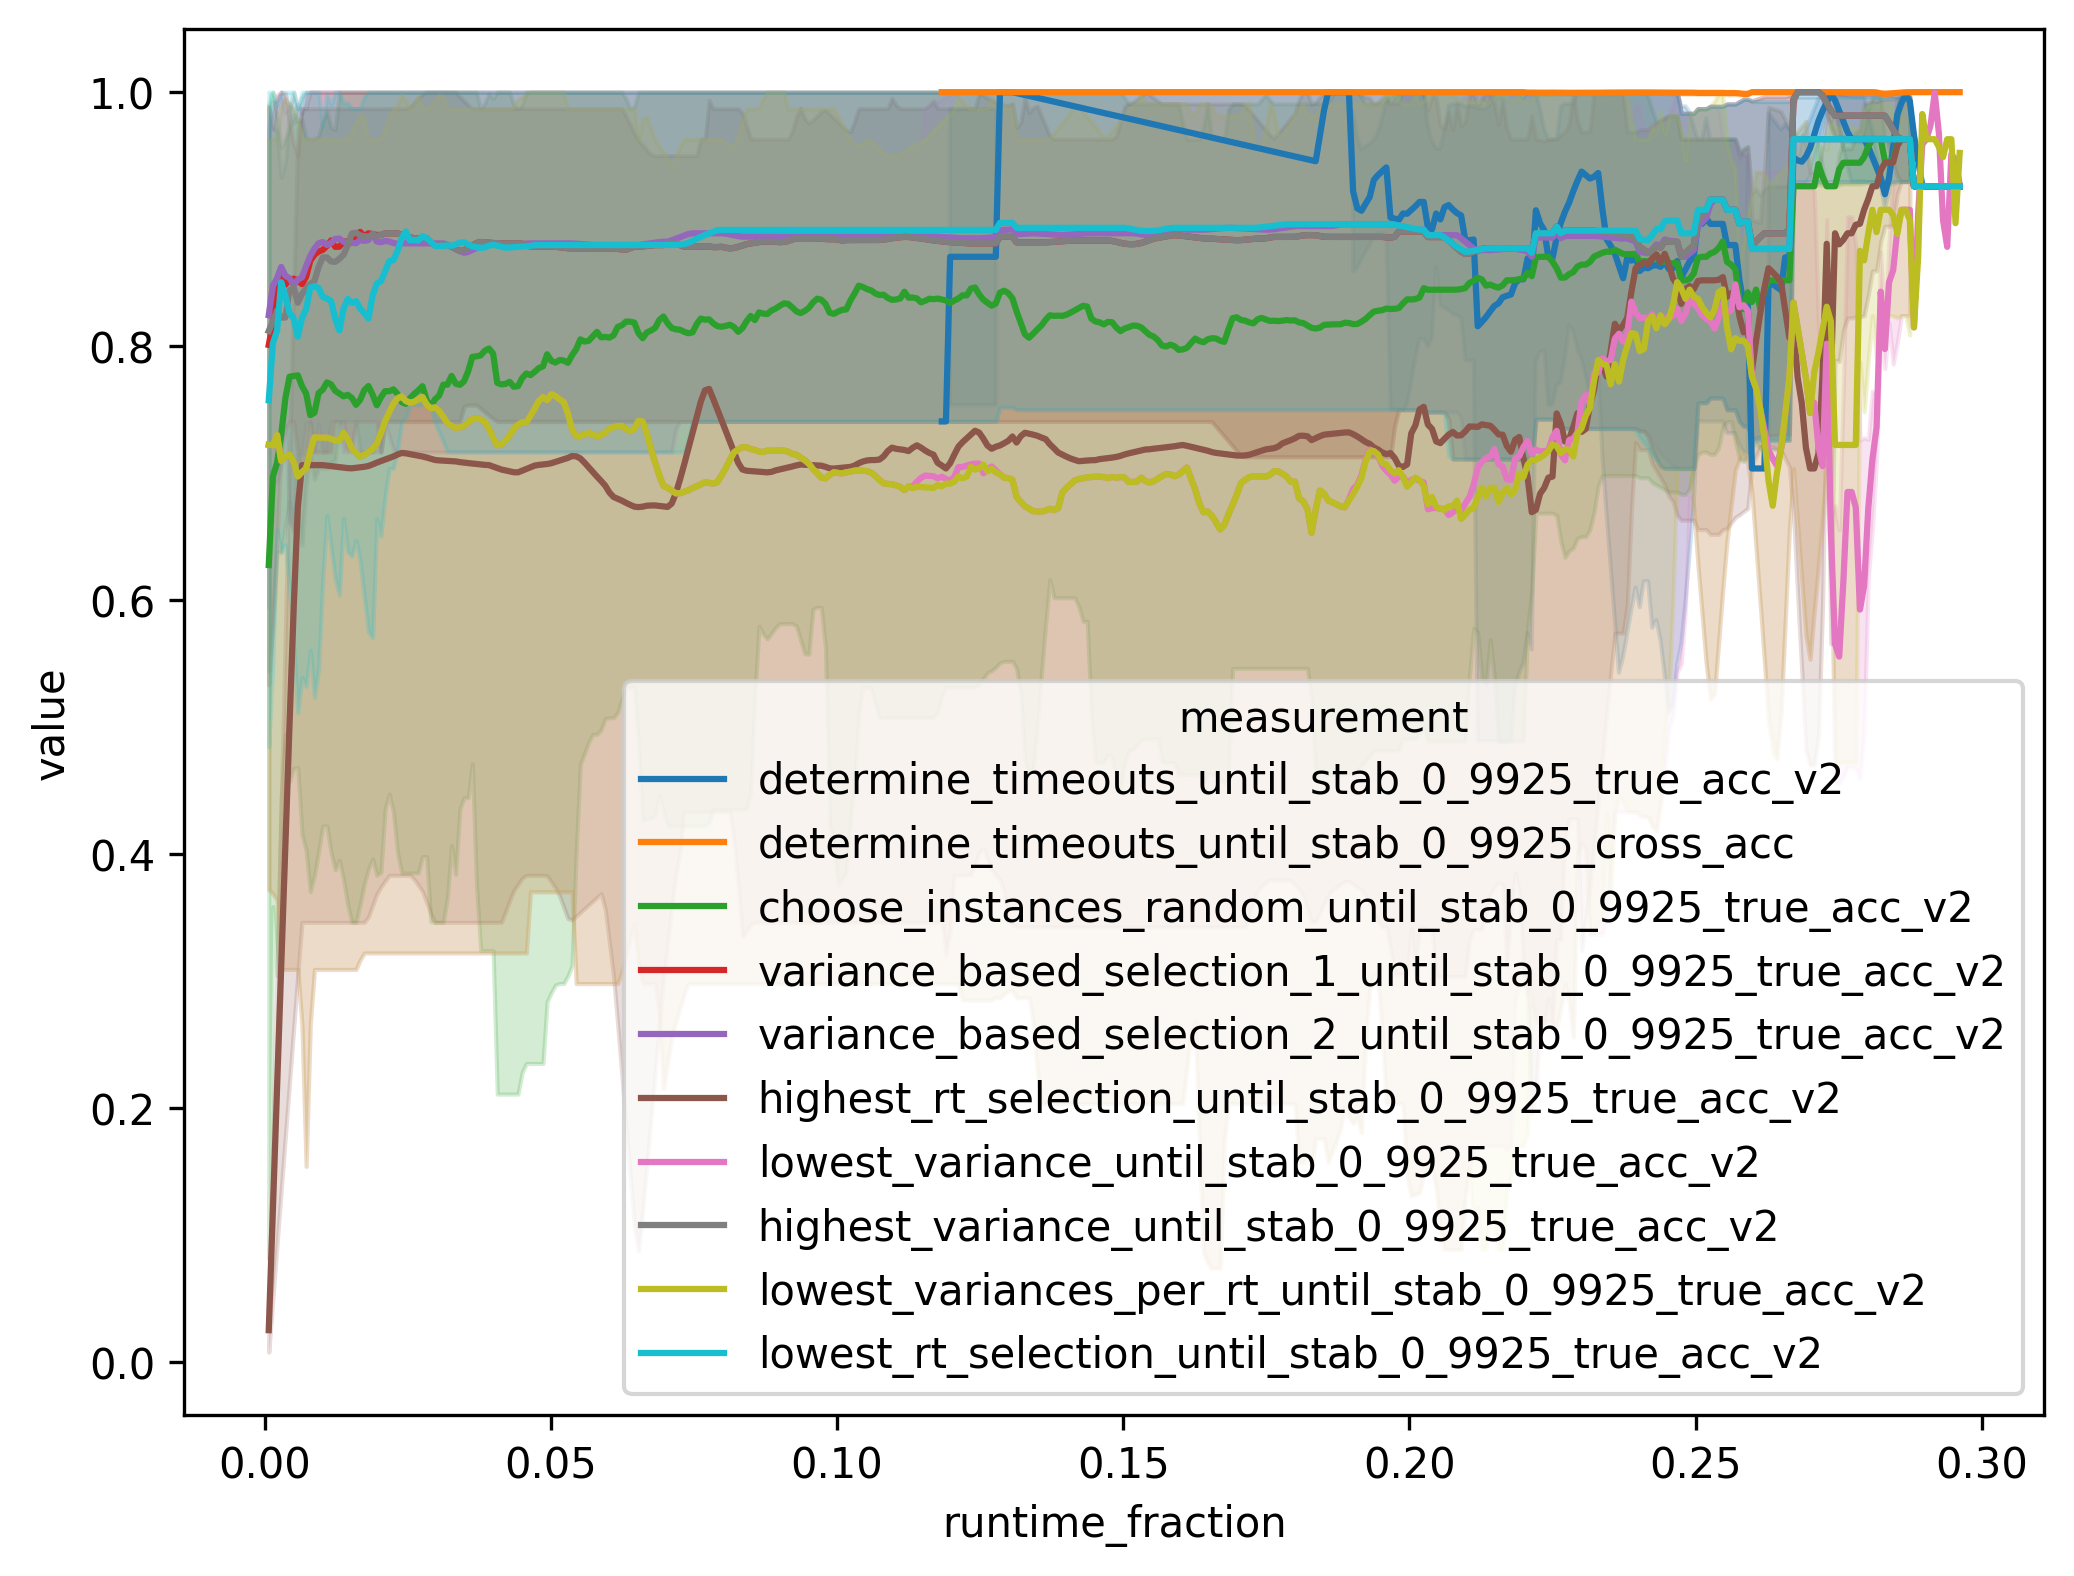 1.0
0.8
0.6
0.4
0.2
0.0
value
measurement
determine_timeouts_until_stab_0_9925_true_acc_v2
determine_timeouts_until_stab_0_9925_cross_acc
choose_instances_random_until_stab_0_9925_true_acc_v2
variance_based_selection_1_until_stab_0_9925_true_acc_v2
variance_based_selection_2_until_stab_0_9925_true_acc_v2
highest_rt_selection_until_stab_0_9925_true_acc_v2
lowest_variance_until_stab_0_9925_true_acc_v2
highest_variance_until_stab_0_9925_true_acc_v2
lowest_variances_per_rt_until_stab_0_9925_true_acc_v2
lowest_rt_selection_until_stab_0_9925_true_acc_v2
0.00 0.05 0.10 0.15 0.20 0.25 0.30
runtime_fraction